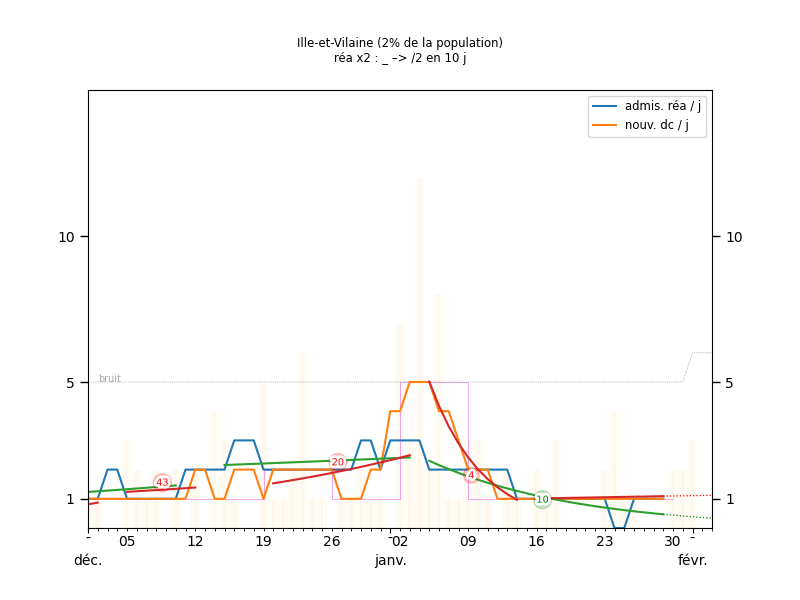 Ille-et-Vilaine (2% de la population)
réa x2 : _ –> /2 en 10 j
admis. réa / j
nouv. dc / j
10
10
bruit
5
5
20
43
4
10
1
1
- 05 12 19 26 -02 09 16 23 30 -
déc. janv. févr.